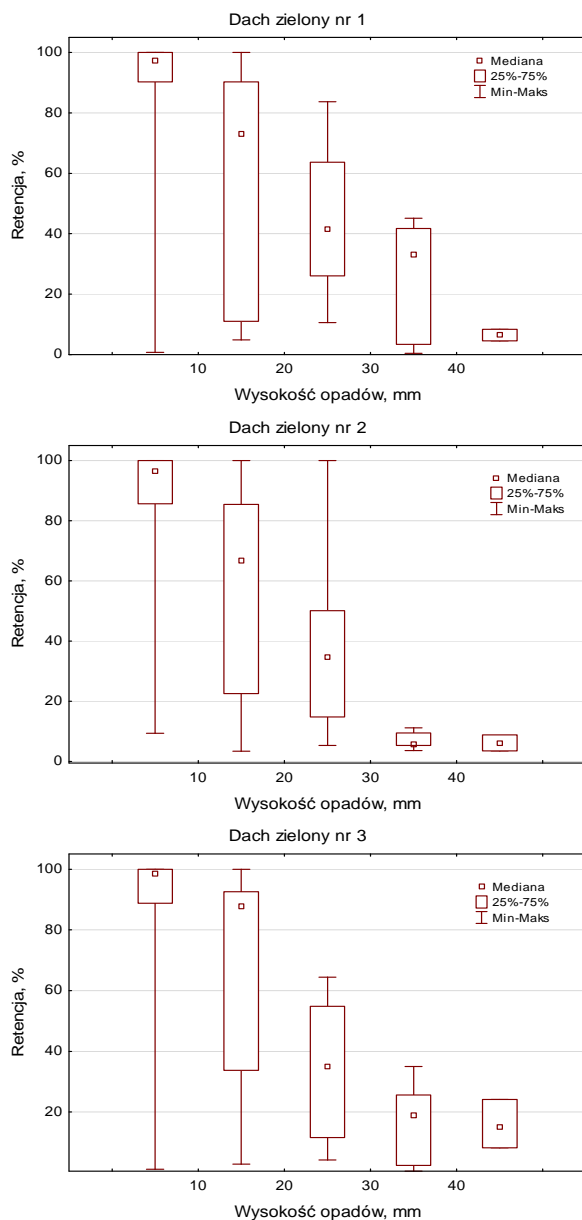 Dach zielony nr 1
100
80
60
40
20
0
Retencja, %
Mediana
25%-75%
Min-Maks
10 20 30 40
Wysokość opadów, mm
Dach zielony nr 2
100
80
60
40
20
0
Retencja, %
Mediana
25%-75%
Min-Maks
10 20 30 40
Wysokość opadów, mm
Dach zielony nr 3
100
80
60
40
20
Retencja, %
Mediana
25%-75%
Min-Maks
10 20 30 40
Wysokość opadów, mm